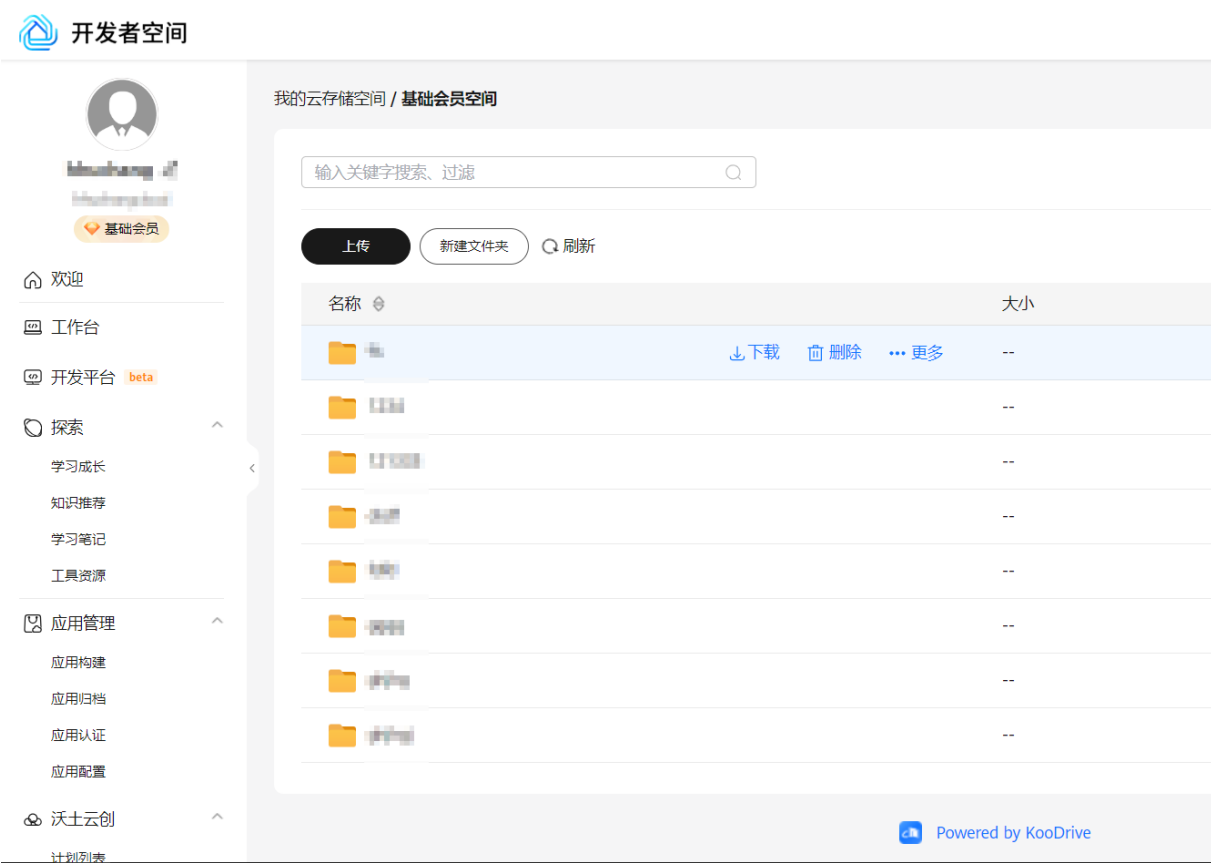 开发者空间
基础会员
欢迎
工作台
开发平台 beta
探索
学习成长
知识推荐
学习笔记
工具资源
应用管理
应用构建
应用归档
应用认证
应用配置
沃土云创
计划列表
我的云存储空间 / 基础会员空间
输入关键字搜索、过滤
上传 新建文件夹 刷新
名称 大小
下载 删除 ••• 更多 --
--
--
--
--
--
--
--
Powered by KooDrive